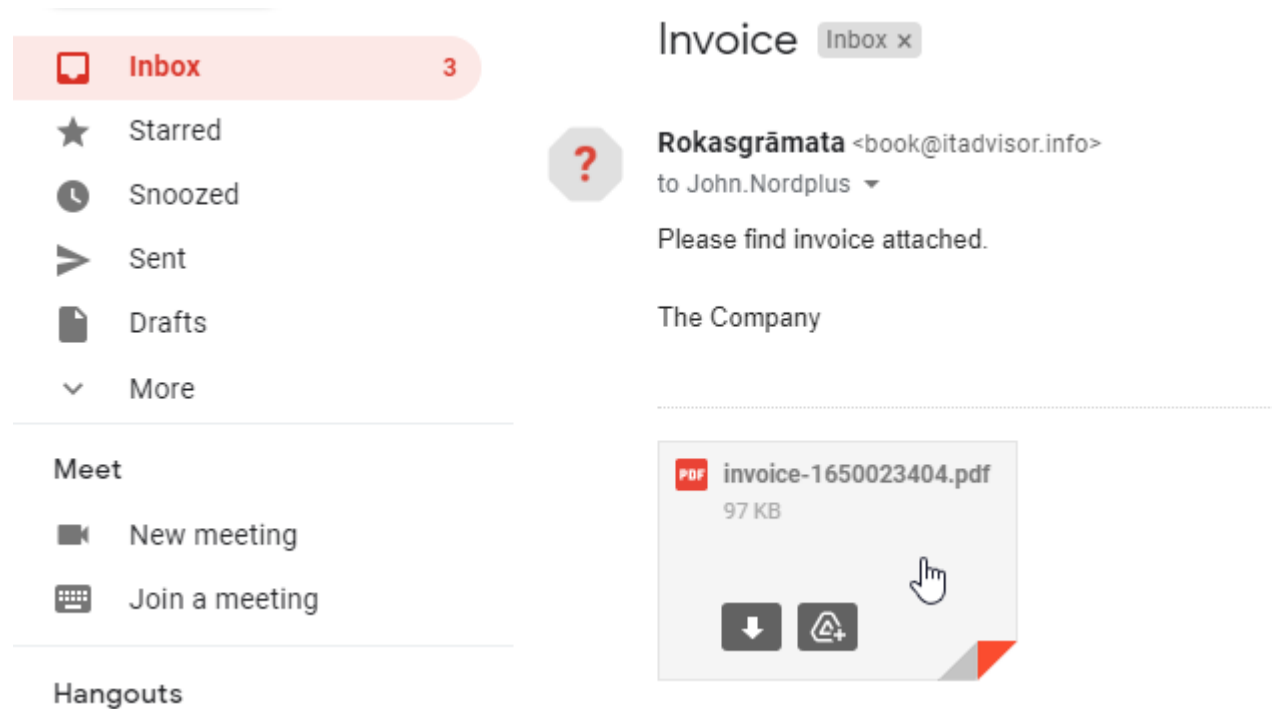 Inbox 3
Starred
Snoozed
Sent
Drafts
More
Meet
New meeting
Join a meeting
Hangouts
Invoice Inbox x
?
Rokasgrāmata <book@itadvisor.info>
to John.Nordplus
Please find invoice attached.
The Company
PDF invoice-1650023404.pdf
97 KB